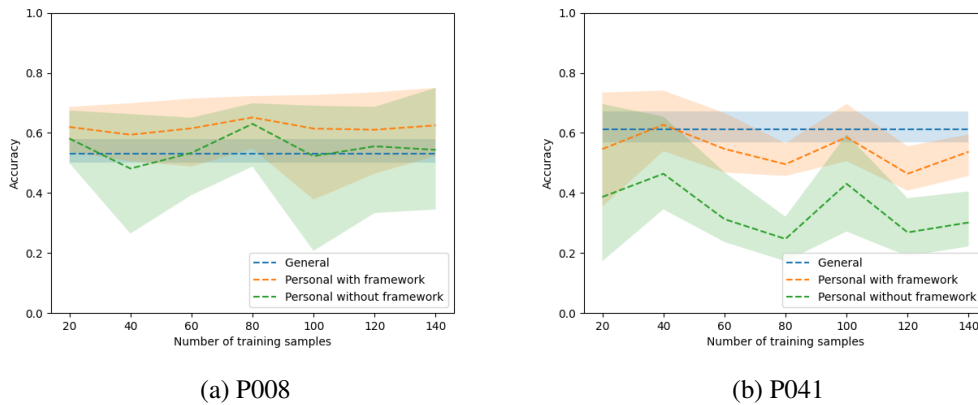 1.0
0.8
0.6
0.4
0.2
0.0
Accuracy
General
Personal with framework
Personal without framework
20 40 60 80 100 120 140
Number of training samples
(a) P008
1.0
0.8
0.6
0.4
0.2
0.0
Accuracy
General
Personal with framework
Personal without framework
20 40 60 80 100 120 140
Number of training samples
(b) P041